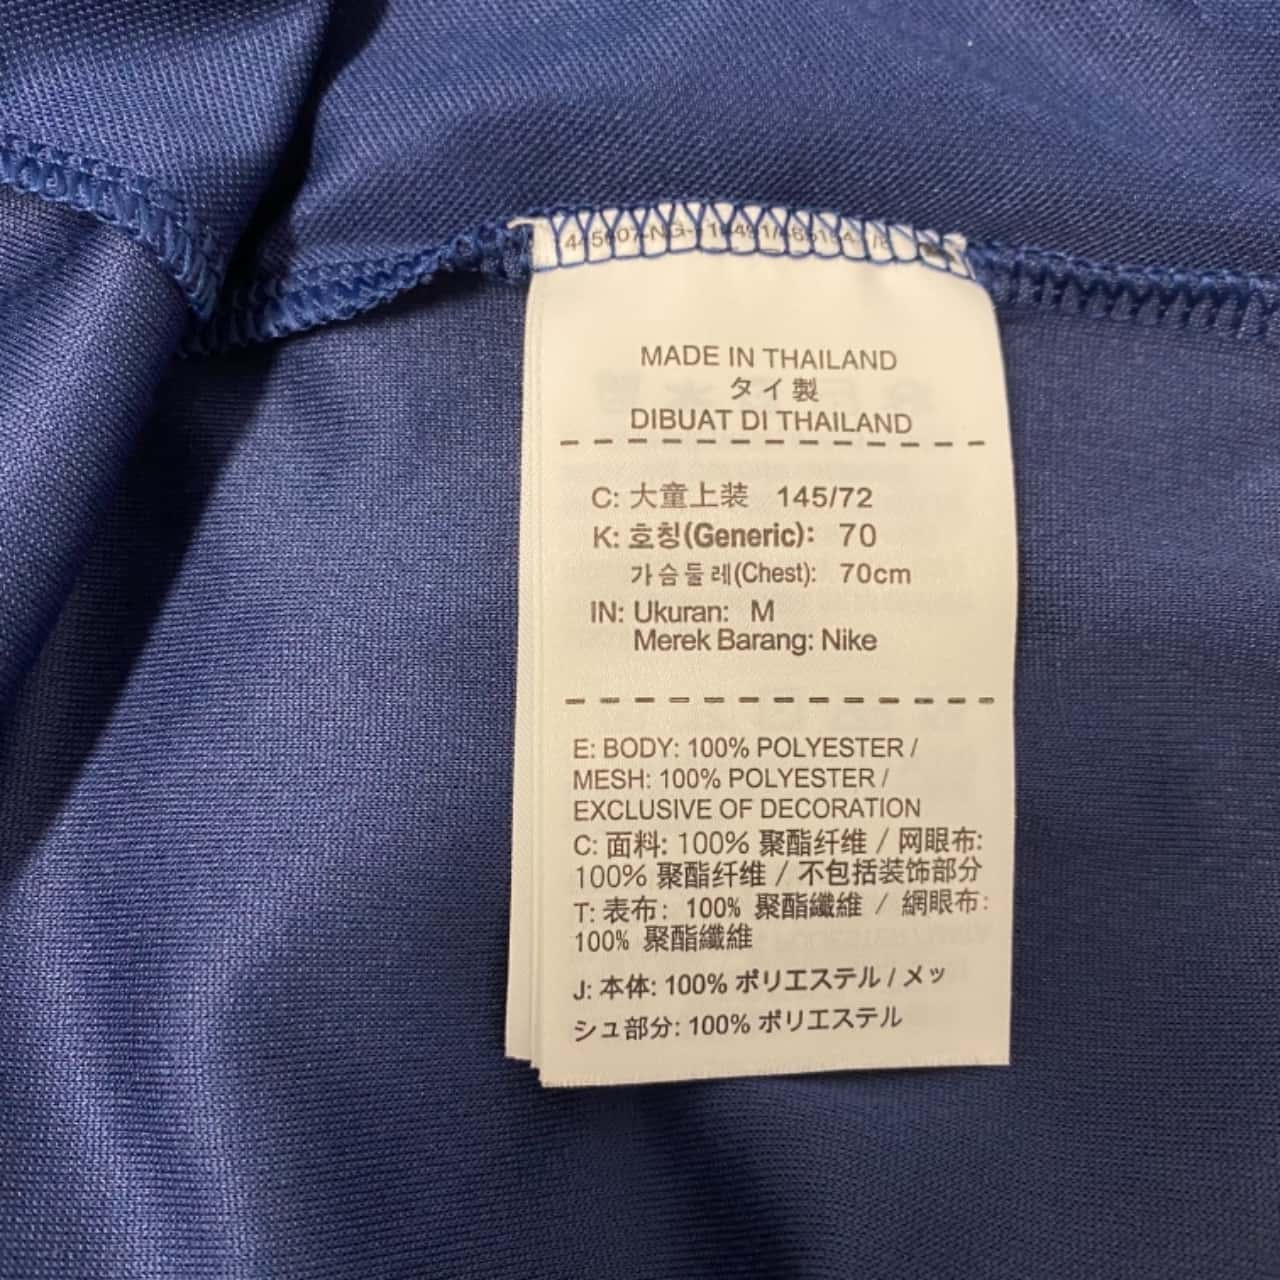 MADE IN THAILAND
タイ製
DIBUAT DI THAILAND
C: 大童上装 145/72
K: 호칭(Generic): 70
가슴둘레(Chest): 70cm
IN: Ukuran: M
Merek Barang: Nike
E: BODY: 100% POLYESTER /
MESH: 100% POLYESTER /
EXCLUSIVE OF DECORATION
C: 面料: 100% 聚酯纤维 / 网眼布:
100% 聚酯纤维 / 不包括装饰部分
T: 表布: 100% 聚酯纖維 / 網眼布:
100% 聚酯纖維
J: 本体: 100% ポリエステル / メッ
シュ部分: 100% ポリエステル